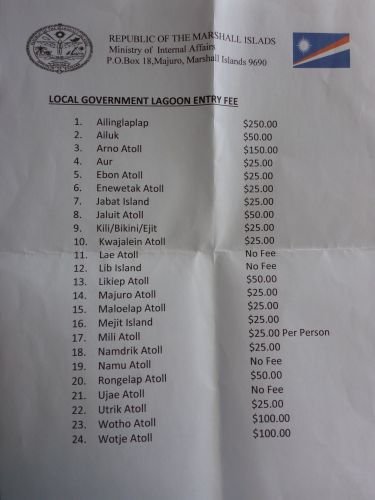 REPUBLIC OF THE MARSHALL ISLADS
Ministry of Internal Affairs
P.O.Box 18,Majuro, Marshall Islands 9690
LOCAL GOVERNMENT LAGOON ENTRY FEE
1. Ailinglaplap $250.00
2. Ailuk $50.00
3. Arno Atoll $150.00
4. Aur $25.00
5. Ebon Atoll $25.00
6. Enewetak Atoll $25.00
7. Jabat Island $25.00
8. Jaluit Atoll $50.00
9. Kili/Bikini/Ejit $25.00
10. Kwajalein Atoll $25.00
11. Lae Atoll No Fee
12. Lib Island No Fee
13. Likiep Atoll $50.00
14. Majuro Atoll $25.00
15. Maloelap Atoll $25.00
16. Mejit Island $25.00
17. Mili Atoll $25.00 Per Person
18. Namdrik Atoll $25.00
19. Namu Atoll No Fee
20. Rongelap Atoll $50.00
21. Ujae Atoll No Fee
22. Utrik Atoll $25.00
23. Wotho Atoll $100.00
24. Wotje Atoll $100.00